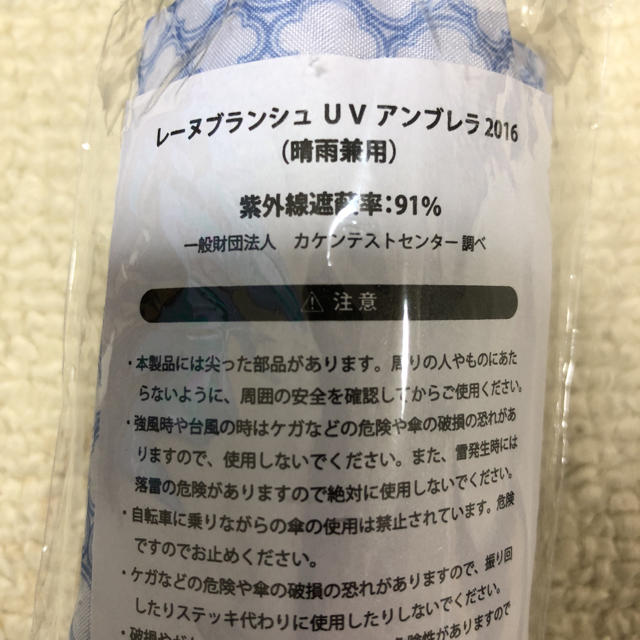 レーヌブランシュ UV アンブレラ 2016
（晴雨兼用）
紫外線遮蔽率：91％
一般財団法人　カケンテストセンター 調べ
⚠ 注意
・本製品には尖った部品があります。周りの人やものにあた
らないように、周囲の安全を確認してからご使用ください。
・強風時や台風の時はケガなどの危険や傘の破損の恐れがあ
りますので、使用しないでください。また、雷発生時には
落雷の危険がありますので絶対に使用しないでください。
・自転車に乗りながらの傘の使用は禁止されています。危険
ですのでお止めください。
・ケガなどの危険や傘の破損の恐れがありますので、振り回
したりステッキ代わりに使用したりしないでください。
・破損や
険性がありますので